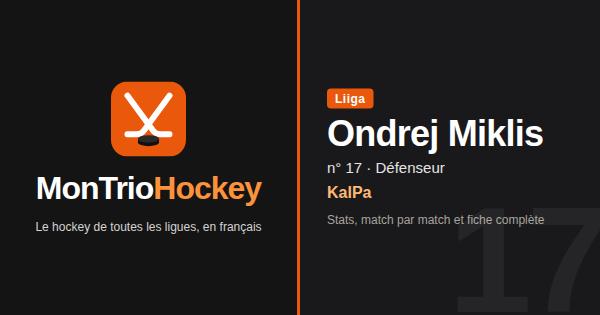 MonTrioHockey
Le hockey de toutes les ligues, en français
Liiga
Ondrej Miklis
n° 17 · Défenseur
KalPa
Stats, match par match et fiche complète
17